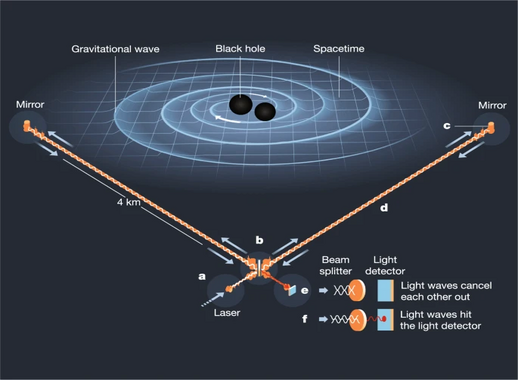 Gravitational wave
Black hole
Spacetime
Mirror
Mirror
c
4 km
d
b
a
Laser
Beam
splitter
Light
detector
e
Light waves cancel
each other out
f
Light waves hit
the light detector